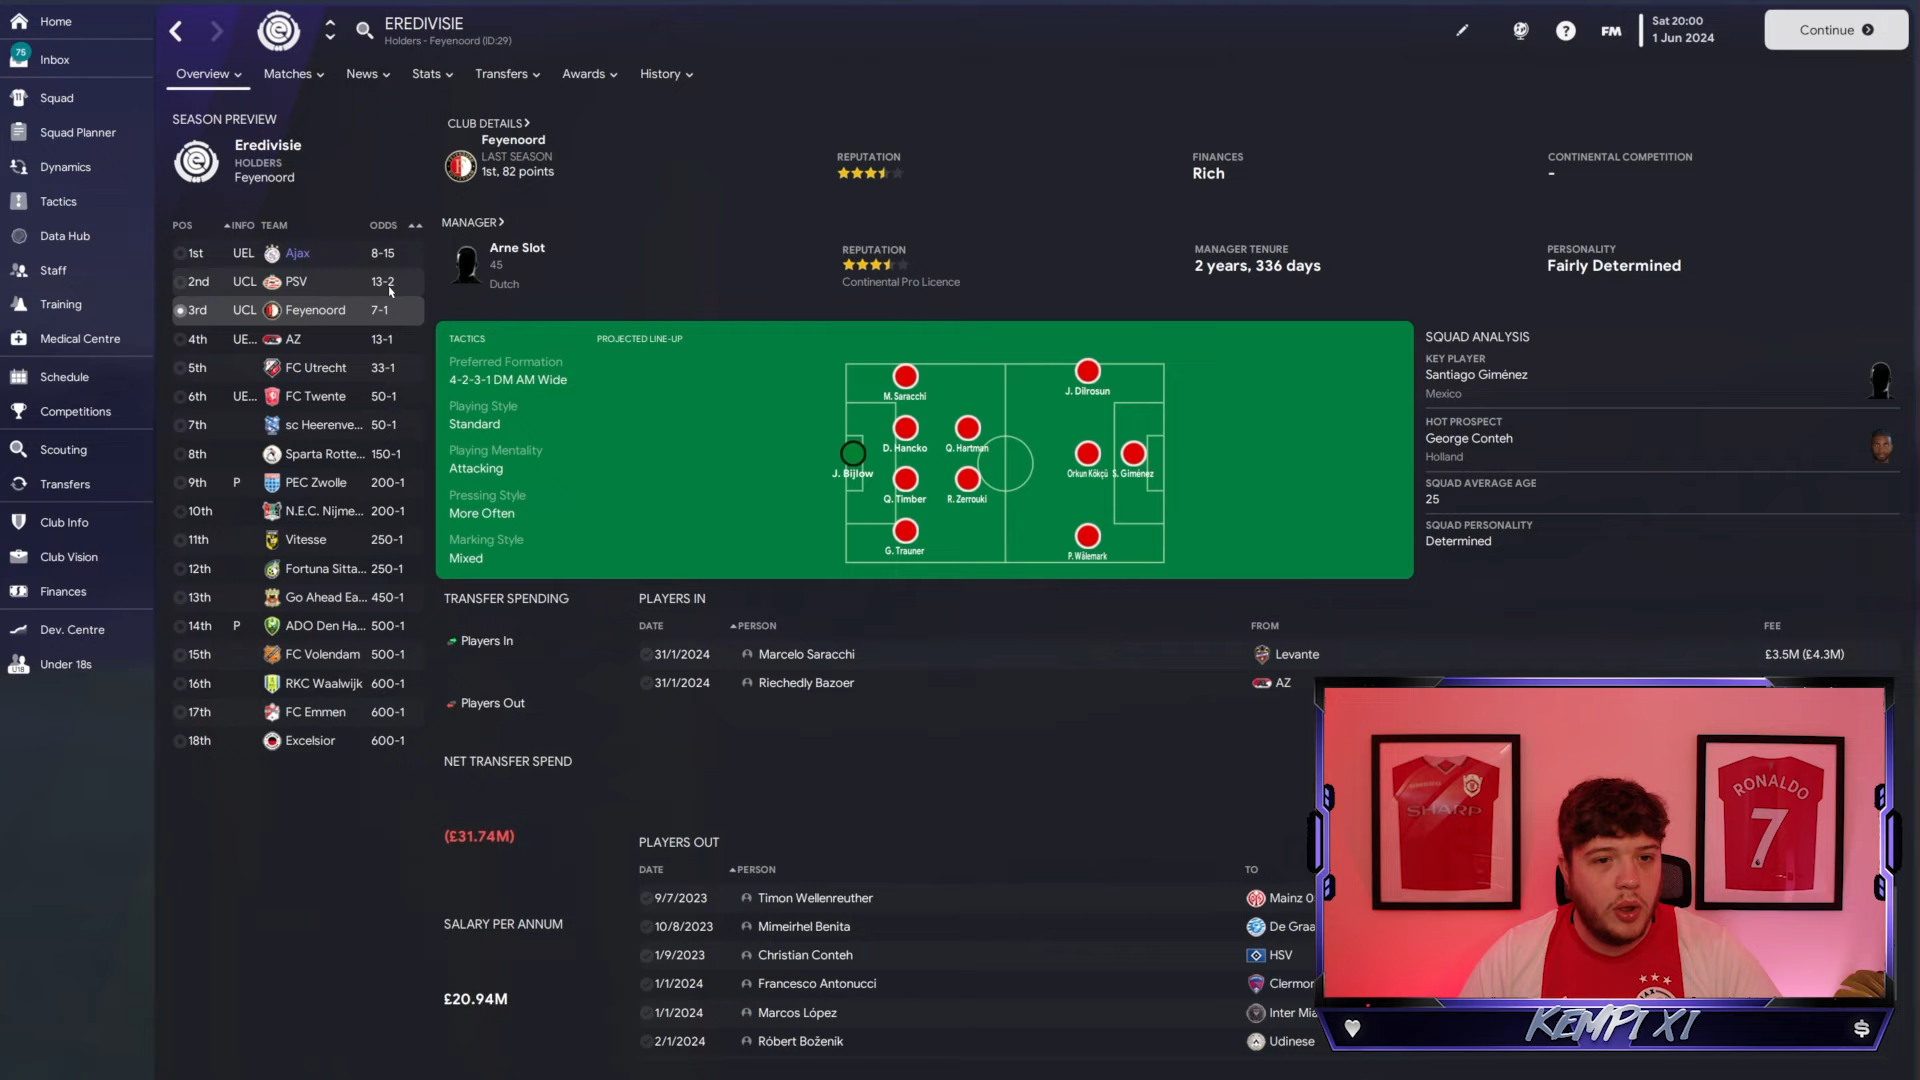 Home
75
Inbox
Squad
Squad Planner
Dynamics
Tactics
Data Hub
Staff
Training
Medical Centre
Schedule
Competitions
Scouting
Transfers
Club Info
Club Vision
Finances
Dev. Centre
U18
Under 18s
EREDIVISIE
Holders - Feyenoord (ID:29)
?
FM
Sat 20:00
1 Jun 2024
Continue
Overview
Matches
News
Stats
Transfers
Awards
History
SEASON PREVIEW
Eredivisie
HOLDERS
Feyenoord
POS INFO TEAM ODDS
1st UEL Ajax 8-15
2nd UCL PSV 13-2
3rd UCL Feyenoord 7-1
4th UE... AZ 13-1
5th FC Utrecht 33-1
6th UE... FC Twente 50-1
7th sc Heerenve... 50-1
8th Sparta Rotte... 150-1
9th P PEC Zwolle 200-1
10th N.E.C. Nijme... 200-1
11th Vitesse 250-1
12th Fortuna Sitta... 250-1
13th Go Ahead Ea... 450-1
14th P ADO Den Ha... 500-1
15th FC Volendam 500-1
16th RKC Waalwijk 600-1
17th FC Emmen 600-1
18th Excelsior 600-1
CLUB DETAILS
Feyenoord
LAST SEASON
1st, 82 points
REPUTATION
FINANCES
Rich
CONTINENTAL COMPETITION
-
MANAGER
Arne Slot
45
Dutch
REPUTATION
Continental Pro Licence
MANAGER TENURE
2 years, 336 days
PERSONALITY
Fairly Determined
TACTICS
Preferred Formation
4-2-3-1 DM AM Wide
Playing Style
Standard
Playing Mentality
Attacking
Pressing Style
More Often
Marking Style
Mixed
PROJECTED LINE-UP
M. Saracchi
J. Dilrosun
D. Hancko
Q. Hartman
J. Bijlow
Orkun Kökçü
S. Giménez
Q. Timber
R. Zerrouki
G. Trauner
P. Wålemark
SQUAD ANALYSIS
KEY PLAYER
Santiago Giménez
Mexico
HOT PROSPECT
George Conteh
Holland
SQUAD AVERAGE AGE
25
SQUAD PERSONALITY
Determined
TRANSFER SPENDING
Players In
Players Out
NET TRANSFER SPEND
(£31.74M)
SALARY PER ANNUM
£20.94M
PLAYERS IN
DATE PERSON FROM FEE
31/1/2024 Marcelo Saracchi Levante £3.5M (£4.3M)
31/1/2024 Riechedly Bazoer AZ
PLAYERS OUT
DATE PERSON TO
9/7/2023 Timon Wellenreuther Mainz 0
10/8/2023 Mimeirhel Benita De Graa
1/9/2023 Christian Conteh HSV
1/1/2024 Francesco Antonucci Clermon
1/1/2024 Marcos López Inter Mia
2/1/2024 Róbert Boženík Udinese
UMBRO
SHARP
RONALDO
7
AJAX
KEMPI XI
$